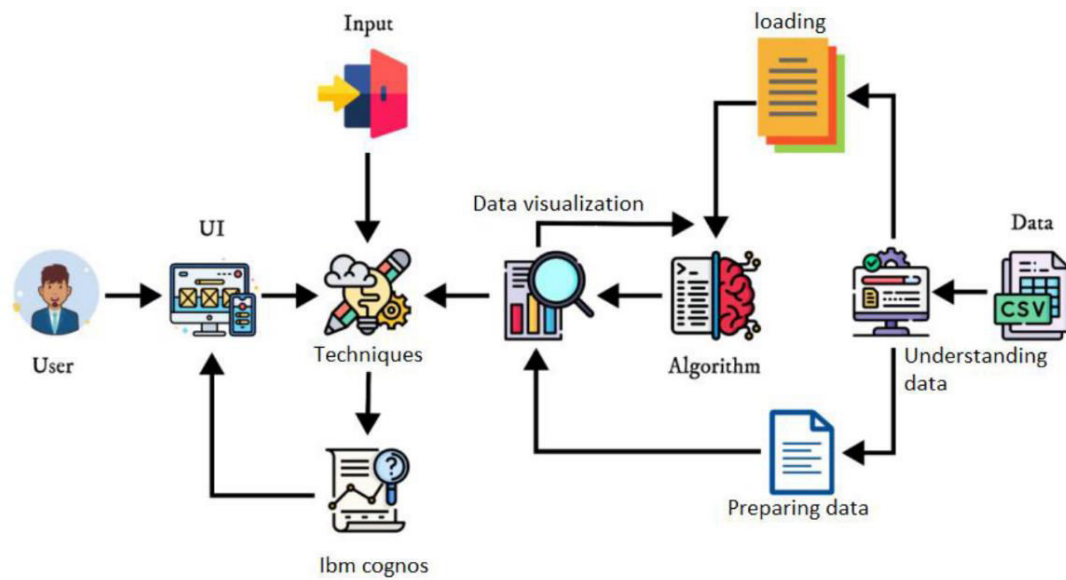 Input
loading
Data visualization
UI
Data
CSV
User
Techniques
Algorithm
Understanding
data
?
Preparing data
Ibm cognos